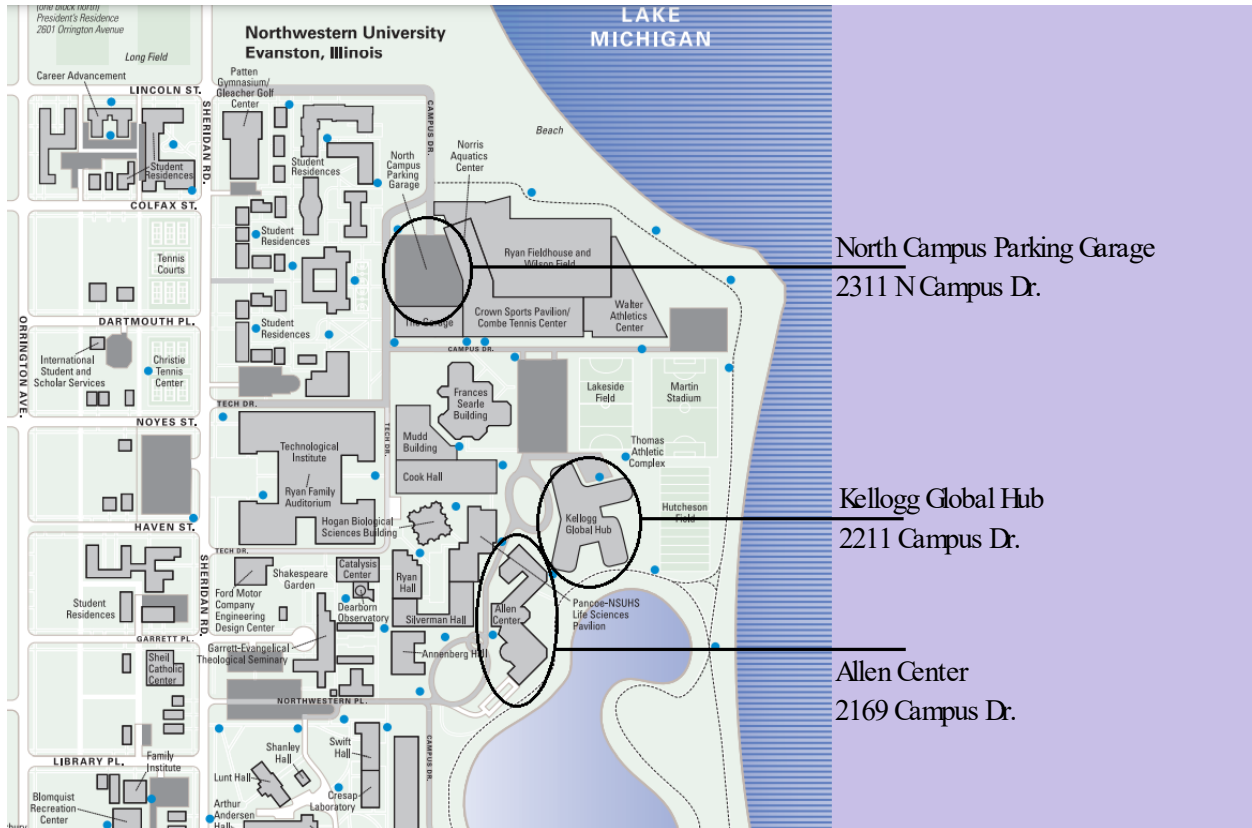 (one block north)
President's Residence
2601 Orrington Avenue
Long Field
Northwestern University
Evanston, Illinois
LAKE
MICHIGAN
Career Advancement
LINCOLN ST.
SHERIDAN RD.
Patten
Gymnasium/
Gleacher Golf
Center
CAMPUS DR.
Beach
Student
Residences
Student
Residences
North
Campus
Parking
Garage
Norris
Aquatics
Center
COLFAX ST.
Student
Residences
Tennis
Courts
Ryan Fieldhouse and
Wilson Field
North Campus Parking Garage
2311 N Campus Dr.
DARTMOUTH PL.
Student
Residences
The Garage
Crown Sports Pavilion/
Combe Tennis Center
Walter
Athletics
Center
ORRINGTON AVE.
International
Student and
Scholar Services
Christie
Tennis
Center
CAMPUS DR.
Frances
Searle
Building
Lakeside
Field
Martin
Stadium
TECH DR.
NOYES ST.
TECH DR.
Mudd
Building
Technological
Institute
Ryan Family
Auditorium
Cook Hall
Thomas
Athletic
Complex
Hogan Biological
Sciences Building
Kellogg
Global Hub
Hutcheson
Field
Kellogg Global Hub
2211 Campus Dr.
HAVEN ST.
TECH DR.
SHERIDAN RD.
Student
Residences
Ford Motor
Company
Engineering
Design Center
Shakespeare
Garden
Catalysis
Center
Dearborn
Observatory
Ryan
Hall
Silverman Hall
Allen
Center
Pancoe-NSUHS
Life Sciences
Pavilion
GARRETT PL.
Garrett-Evangelical
Theological Seminary
Annenberg Hall
Sheil
Catholic
Center
Allen Center
2169 Campus Dr.
NORTHWESTERN PL.
LIBRARY PL.
Family
Institute
Shanley
Hall
Swift
Hall
CAMPUS DR.
Lunt Hall
Cresap
Laboratory
Blomquist
Recreation
Center
Arthur
Andersen
Hall